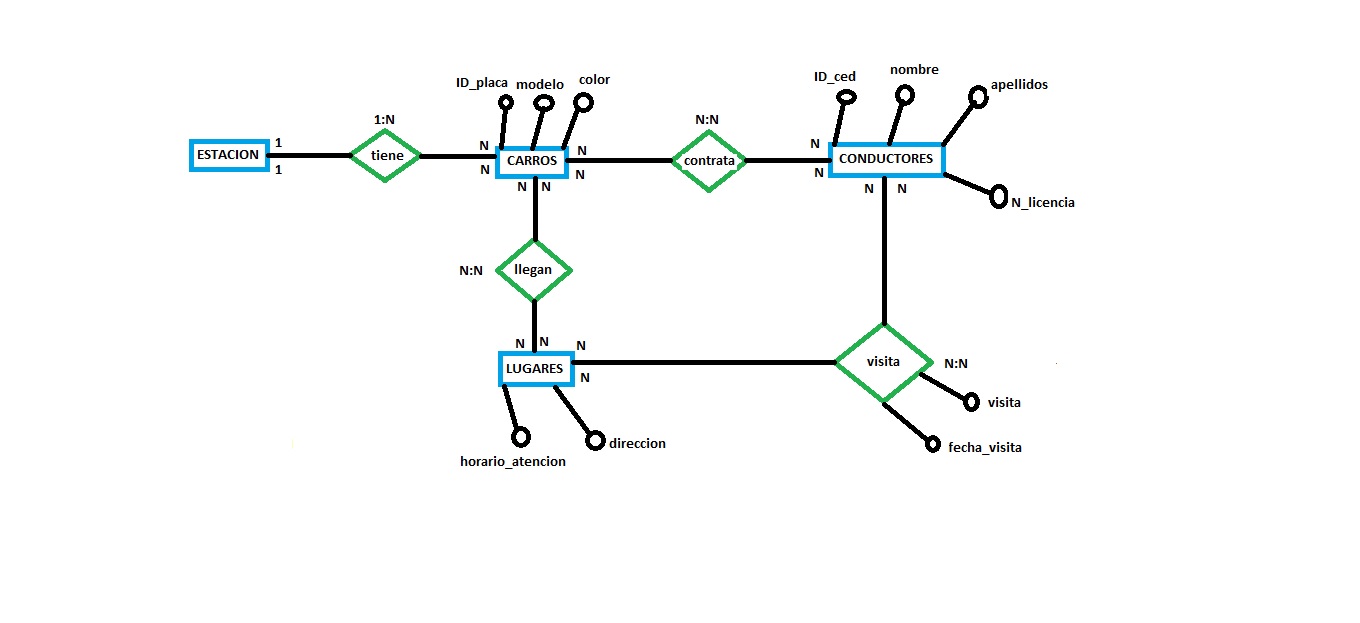 ID_placa modelo color
ID_ced nombre apellidos
1:N
N:N
ESTACION 1 1
tiene
N N CARROS N N
contrata
N N CONDUCTORES
N N
N N
N_licencia
N:N llegan
N N N
LUGARES N
visita N:N
visita
fecha_visita
horario_atencion
direccion